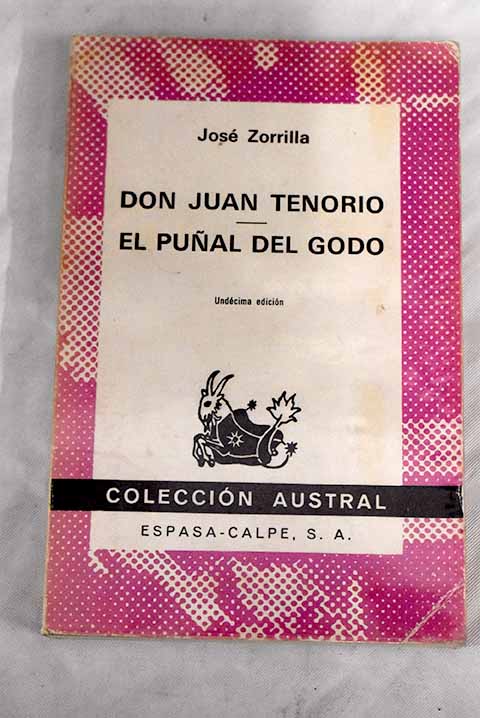 José Zorrilla
DON JUAN TENORIO
EL PUÑAL DEL GODO
Undécima edición
COLECCIÓN AUSTRAL
ESPASA-CALPE, S. A.